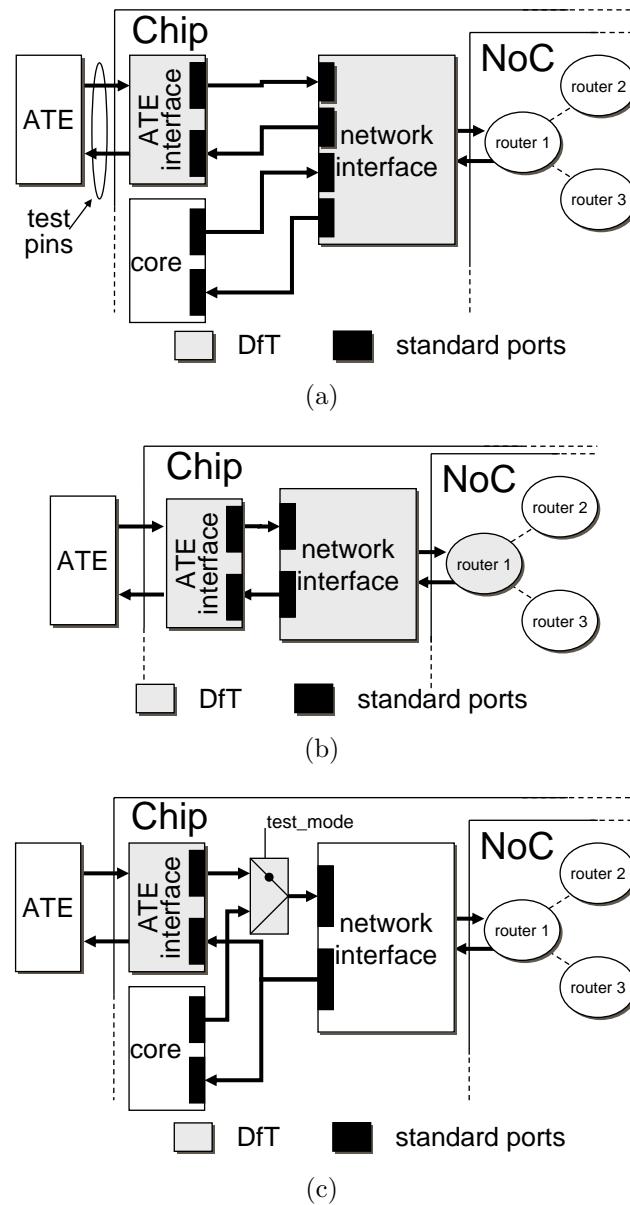 Chip
NoC
ATE
ATE
interface
network
interface
router 1
router 2
router 3
test
pins
core
DfT
standard ports
(a)
Chip
NoC
ATE
ATE
interface
network
interface
router 1
router 2
router 3
DfT
standard ports
(b)
Chip
test_mode
NoC
ATE
ATE
interface
network
interface
router 1
router 2
router 3
core
DfT
standard ports
(c)